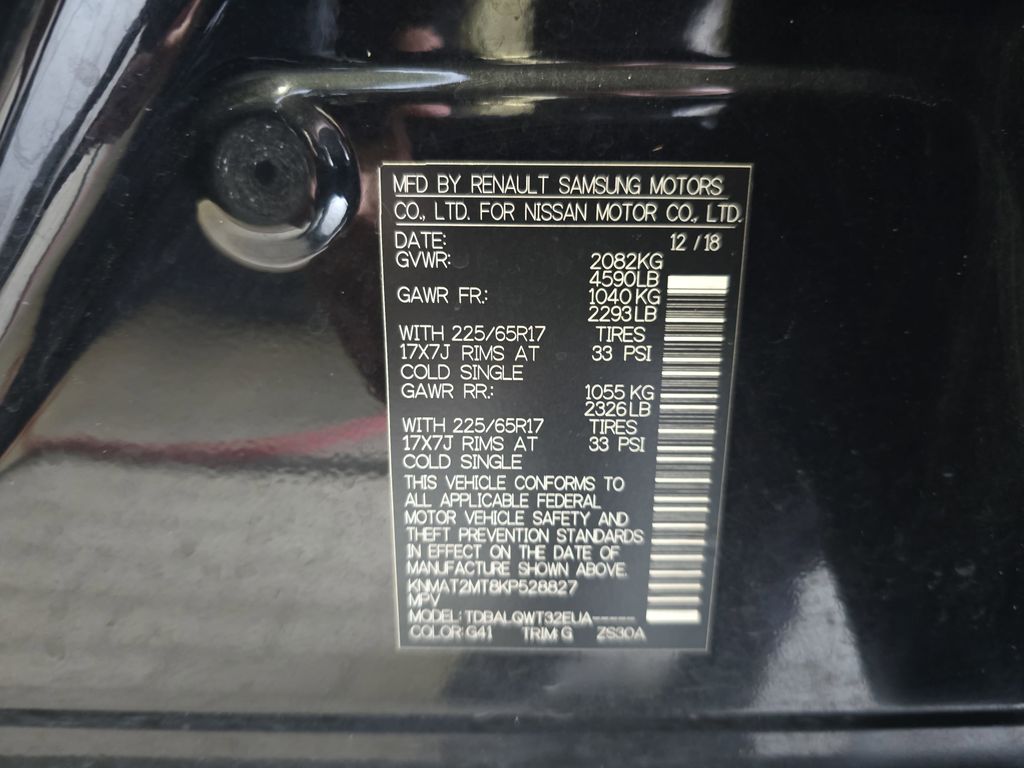 MFD BY RENAULT SAMSUNG MOTORS
CO., LTD. FOR NISSAN MOTOR CO., LTD.
DATE: 12 / 18
GVWR: 2082KG
4590LB
GAWR FR.: 1040 KG
2293LB
WITH 225/65R17 TIRES
17X7J RIMS AT 33 PSI
COLD SINGLE
GAWR RR.: 1055 KG
2326LB
WITH 225/65R17 TIRES
17X7J RIMS AT 33 PSI
COLD SINGLE
THIS VEHICLE CONFORMS TO
ALL APPLICABLE FEDERAL
MOTOR VEHICLE SAFETY AND
THEFT PREVENTION STANDARDS
IN EFFECT ON THE DATE OF
MANUFACTURE SHOWN ABOVE.
KNMAT2MT8KP528827
MPV
MODEL: TDBALQWT32EUA-----
COLOR: G41 TRIM: G ZS30A